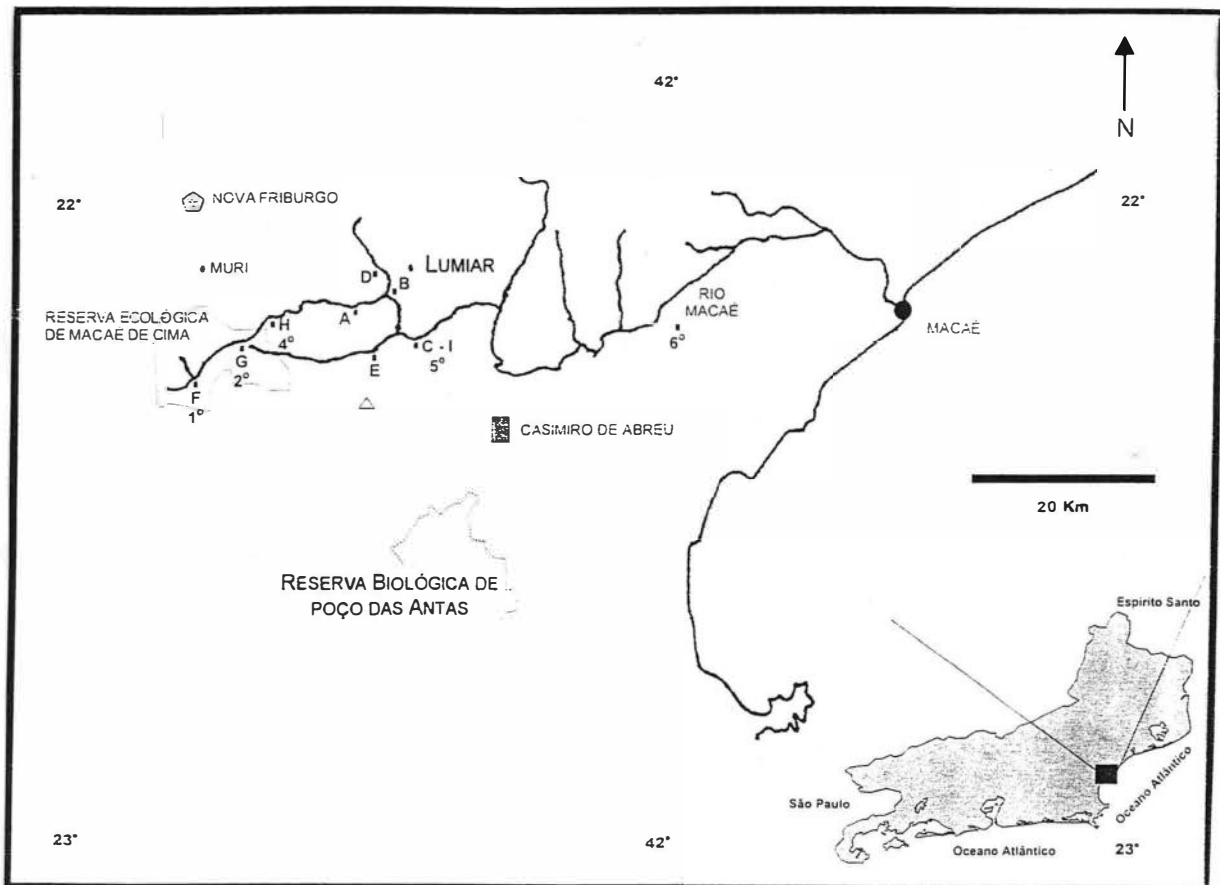 42°
N
22°
NOVA FRIBURGO
22°
MURI
D
LUMIAR
B
RESERVA ECOLÓGICA
DE MACAÉ DE CIMA
A
RIO
MACAÉ
MACAÉ
H
4°
G
2°
E
C - I
5°
6°
F
1°
CASIMIRO DE ABREU
20 Km
RESERVA BIOLÓGICA DE
POÇO DAS ANTAS
Espirito Santo
São Paulo
Oceano Atlântico
Oceano Atlântico
23°
42°
23°